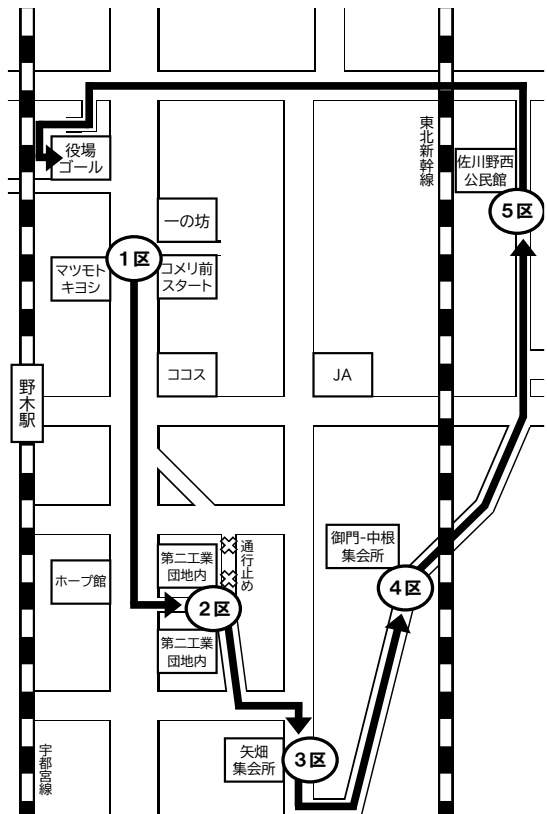 東北新幹線
役場
ゴール
佐川野西
公民館
5区
一の坊
1区
マツモト
キヨシ
コメリ前
スタート
野木駅
ココス
JA
御門-中根
集会所
第二工業
団地内
通行止め
ホープ館
4区
2区
第二工業
団地内
矢畑
集会所
3区
宇都宮線